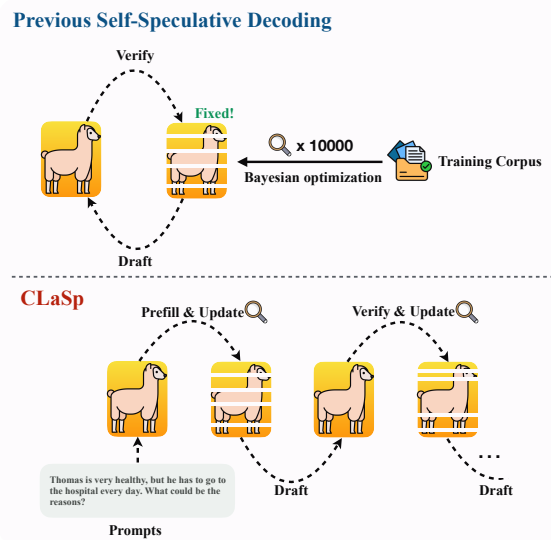 Previous Self-Speculative Decoding
Verify
Fixed!
x 10000
Bayesian optimization
Training Corpus
Draft
CLaSp
Prefill & Update
Verify & Update
Thomas is very healthy, but he has to go to
the hospital every day. What could be the
reasons?
Draft
...
Draft
Prompts